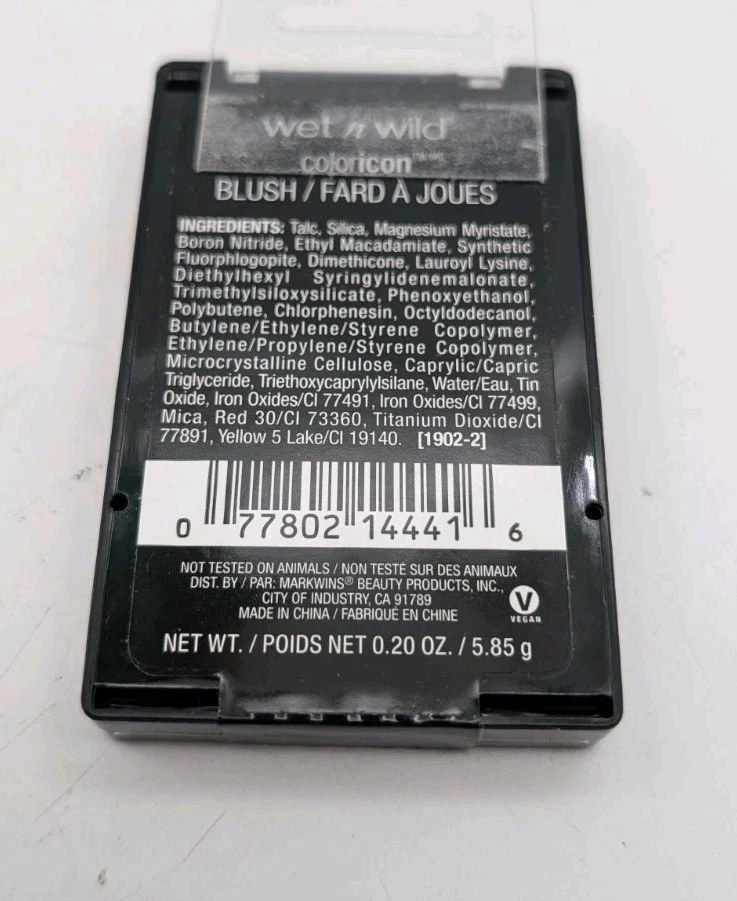 wet n wild®
coloricon™
BLUSH / FARD À JOUES
INGREDIENTS: Talc, Silica, Magnesium Myristate,
Boron Nitride, Ethyl Macadamiate, Synthetic
Fluorphlogopite, Dimethicone, Lauroyl Lysine,
Diethylhexyl Syringylidenemalonate,
Trimethylsiloxysilicate, Phenoxyethanol,
Polybutene, Chlorphenesin, Octyldodecanol,
Butylene/Ethylene/Styrene Copolymer,
Ethylene/Propylene/Styrene Copolymer,
Microcrystalline Cellulose, Caprylic/Capric
Triglyceride, Triethoxycaprylylsilane, Water/Eau, Tin
Oxide, Iron Oxides/CI 77491, Iron Oxides/CI 77499,
Mica, Red 30/CI 73360, Titanium Dioxide/CI
77891, Yellow 5 Lake/CI 19140. [1902-2]
0 77802 14441 6
NOT TESTED ON ANIMALS / NON TESTÉ SUR DES ANIMAUX
DIST. BY / PAR: MARKWINS® BEAUTY PRODUCTS, INC.,
CITY OF INDUSTRY, CA 91789
MADE IN CHINA / FABRIQUÉ EN CHINE
V
VEGAN
NET WT. / POIDS NET 0.20 OZ. / 5.85 g